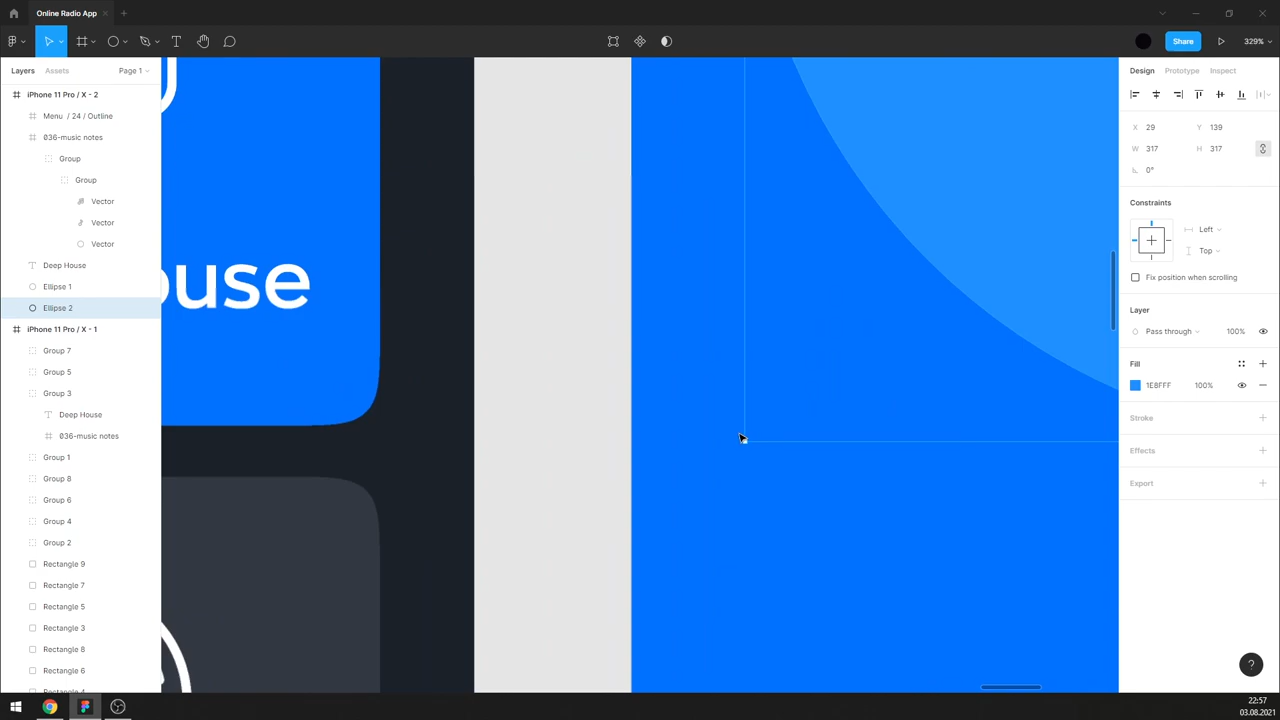 Online Radio App
Share
329%
Layers
Assets
Page 1
Design
Prototype
Inspect
iPhone 11 Pro / X - 2
Menu / 24 / Outline
036-music notes
Group
Group
Vector
Vector
Vector
Deep House
Ellipse 1
Ellipse 2
iPhone 11 Pro / X - 1
Group 7
Group 5
Group 3
Deep House
036-music notes
Group 1
Group 8
Group 6
Group 4
Group 2
Rectangle 9
Rectangle 7
Rectangle 5
Rectangle 3
Rectangle 8
Rectangle 6
Rectangle 4
ouse
X 29 Y 139
W 317 H 317
0°
Constraints
Left
Top
Fix position when scrolling
Layer
Pass through 100%
Fill
1E8FFF 100%
Stroke
Effects
Export
?
22:57
03.08.2021